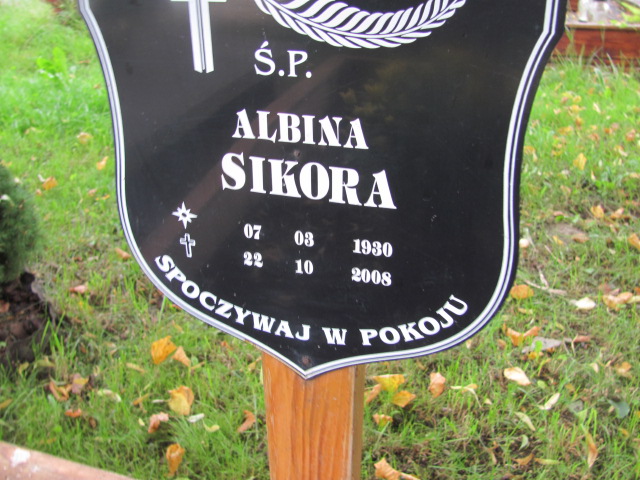 Ś.P.
ALBINA
SIKORA
07 03 1930
22 10 2008
SPOCZYWAJ W POKOJU